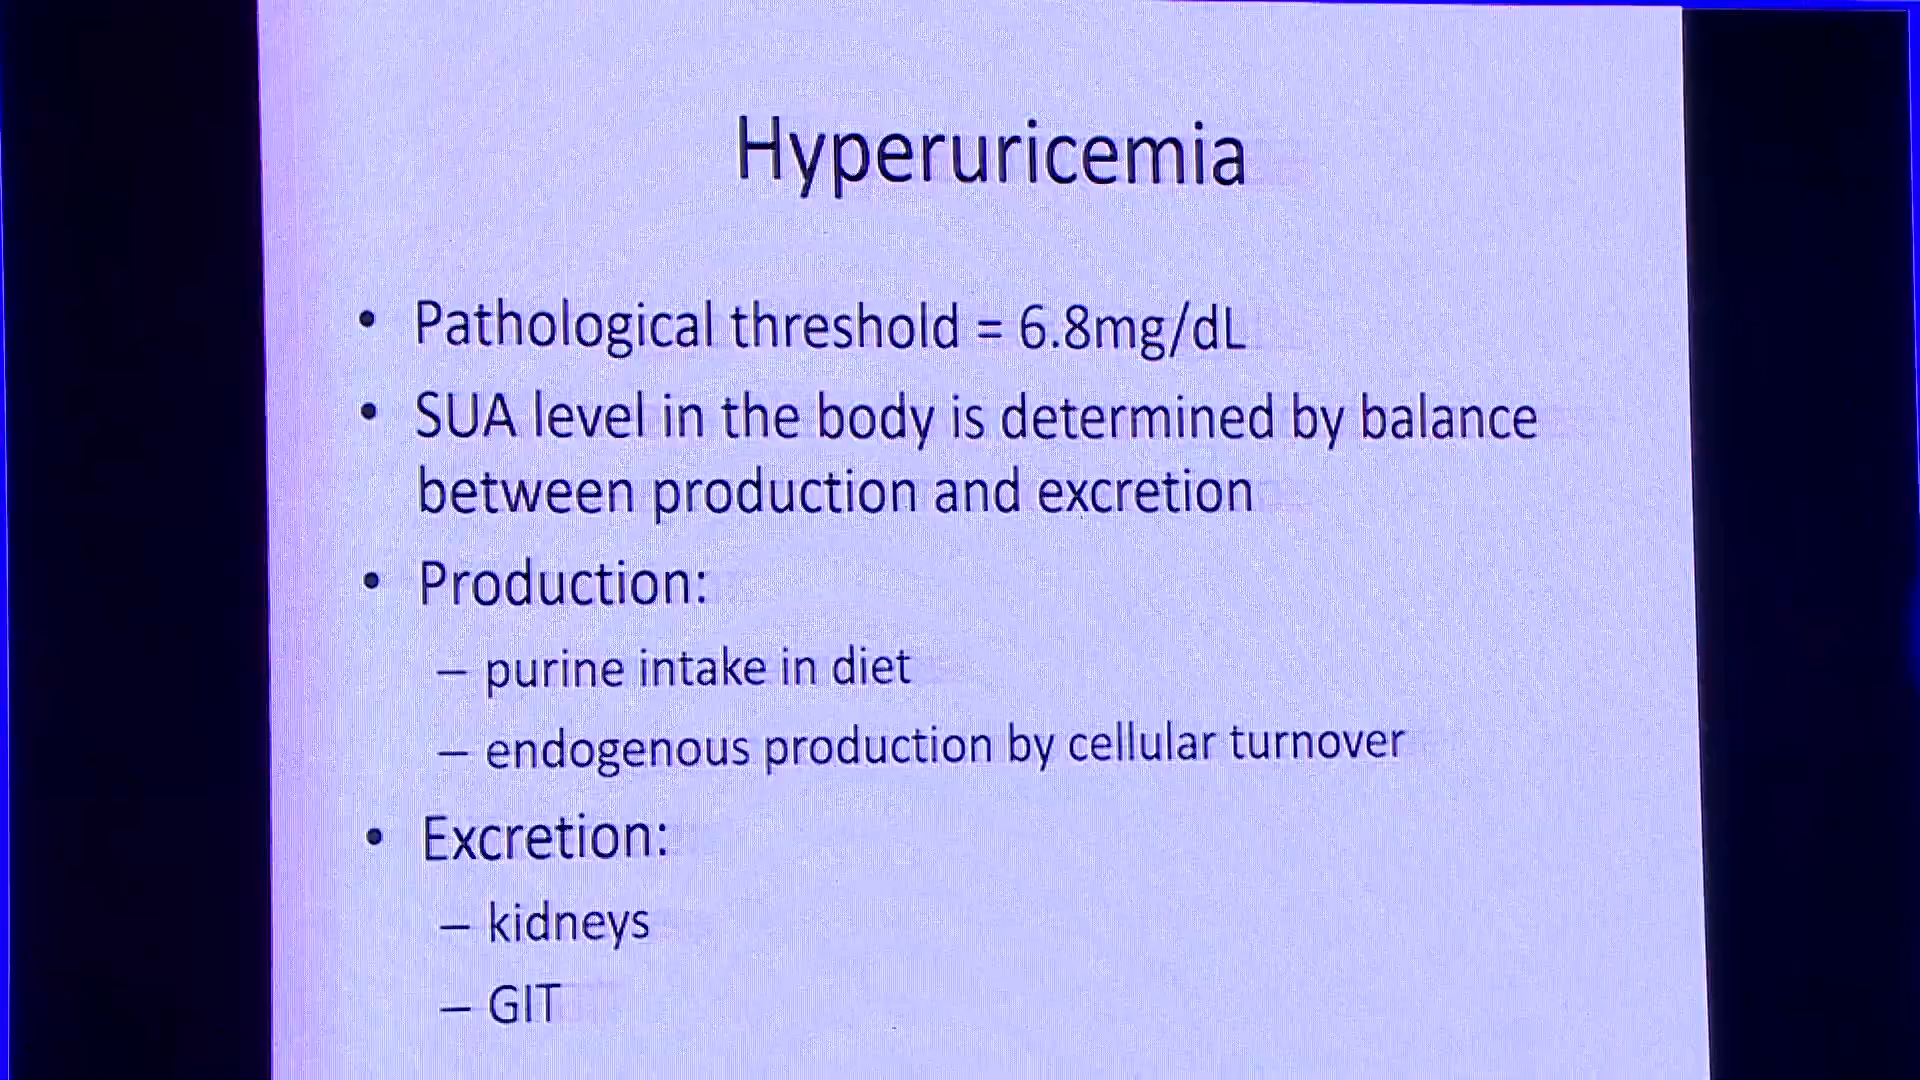 Hyperuricemia
• Pathological threshold = 6.8mg/dL
• SUA level in the body is determined by balance
between production and excretion
• Production:
– purine intake in diet
– endogenous production by cellular turnover
• Excretion:
– kidneys
– GIT